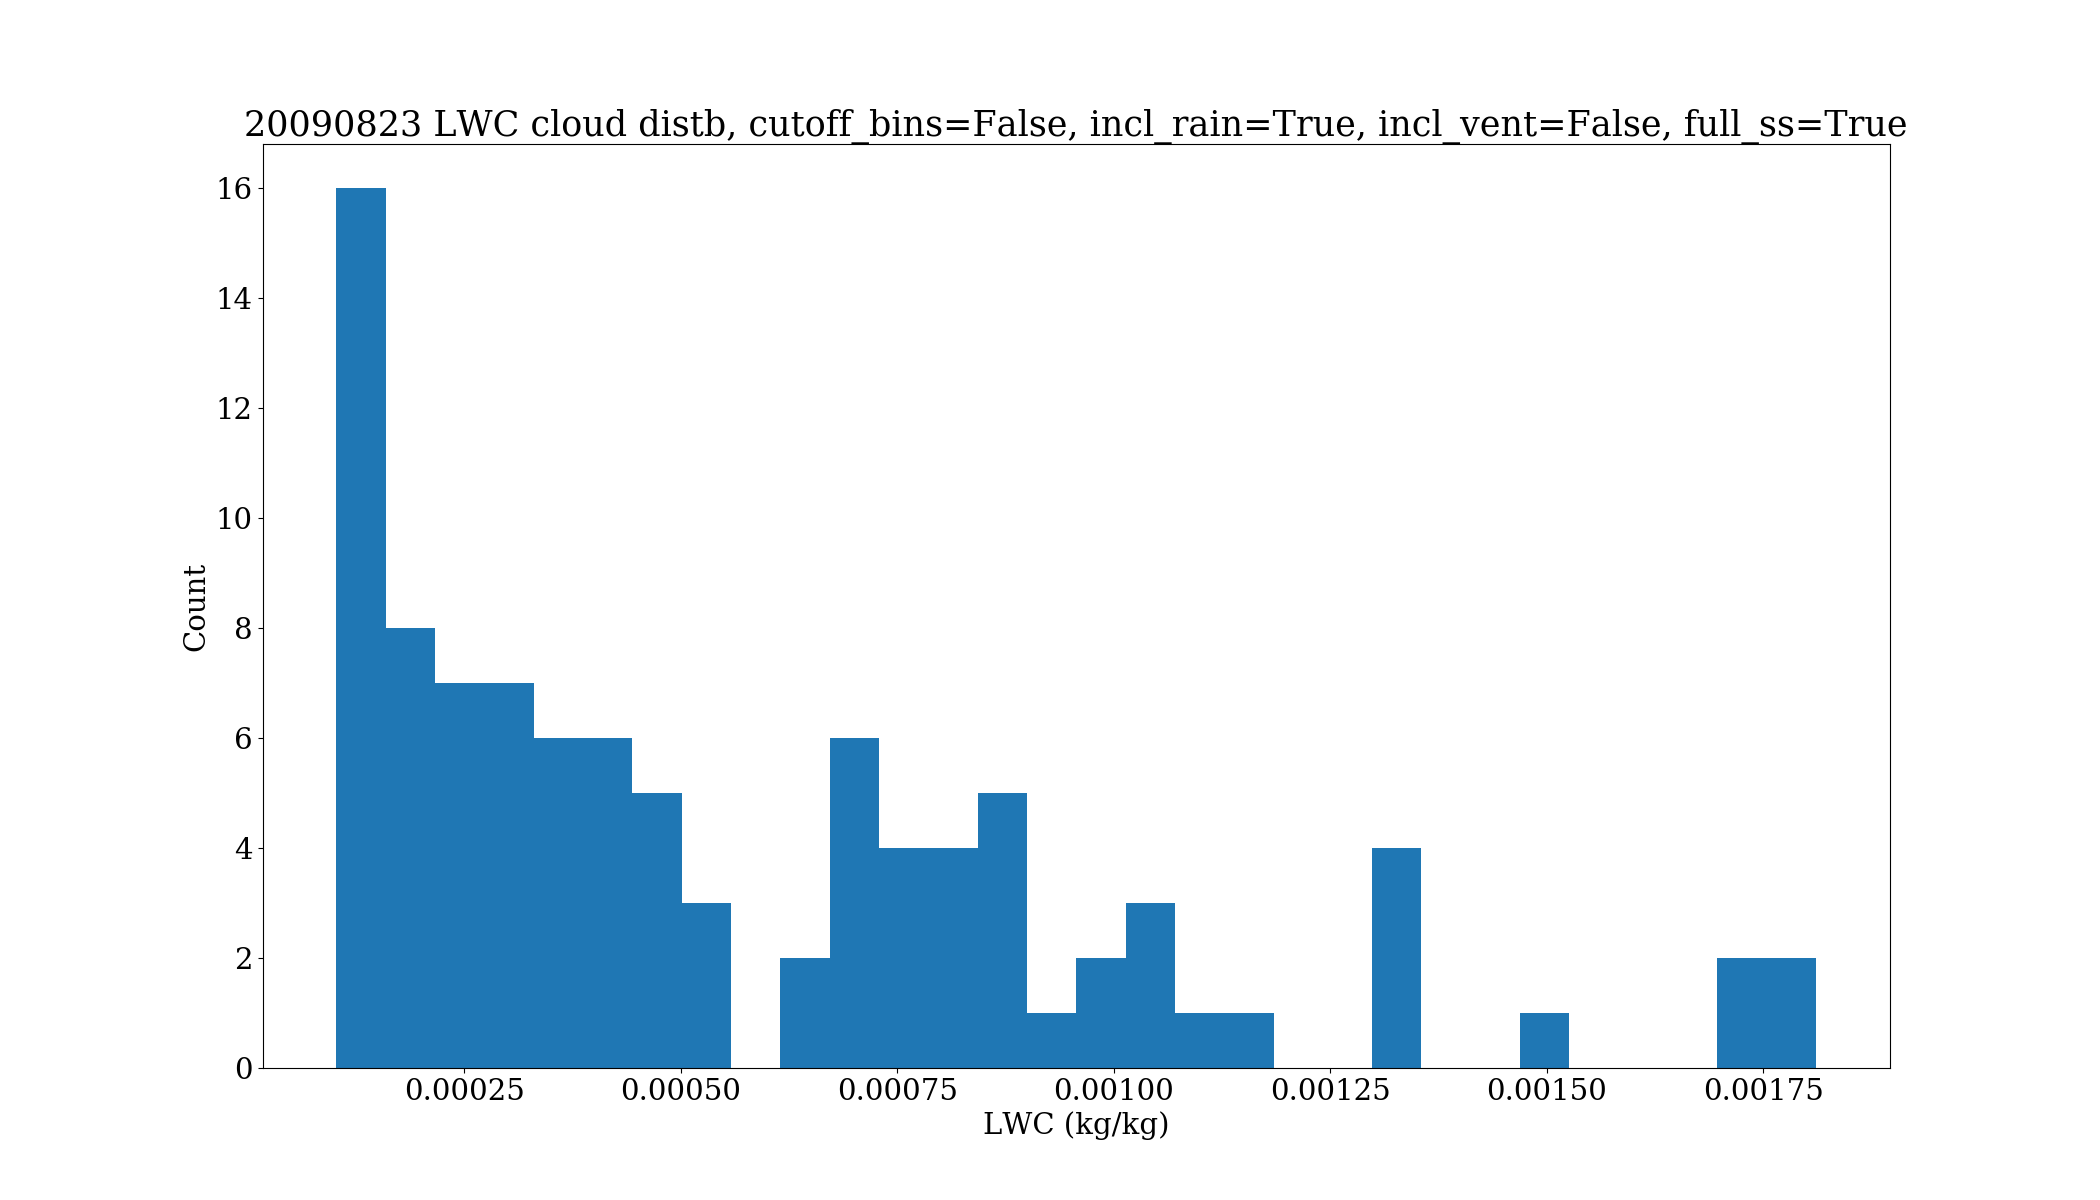 20090823 LWC cloud distb, cutoff_bins=False, incl_rain=True, incl_vent=False, full_ss=True
16
14
12
10
8
6
4
2
0
Count
0.00025 0.00050 0.00075 0.00100 0.00125 0.00150 0.00175
LWC (kg/kg)